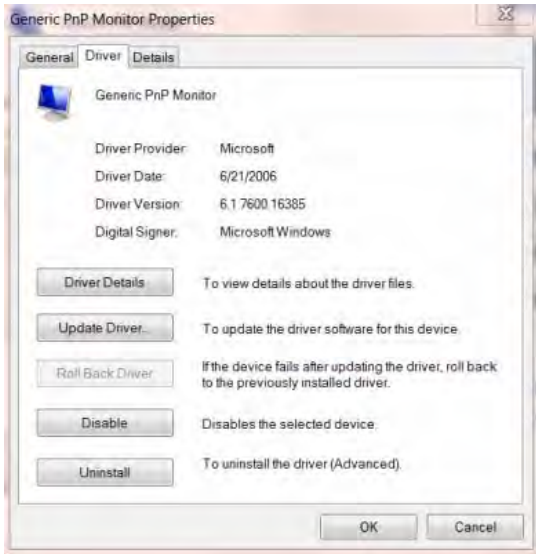 Generic PnP Monitor Properties
General Driver Details
Generic PnP Monitor
Driver Provider: Microsoft
Driver Date: 6/21/2006
Driver Version: 6.1.7600.16385
Digital Signer: Microsoft Windows
Driver Details To view details about the driver files.
Update Driver... To update the driver software for this device.
Roll Back Driver If the device fails after updating the driver, roll back
to the previously installed driver.
Disable Disables the selected device.
Uninstall To uninstall the driver (Advanced).
OK Cancel